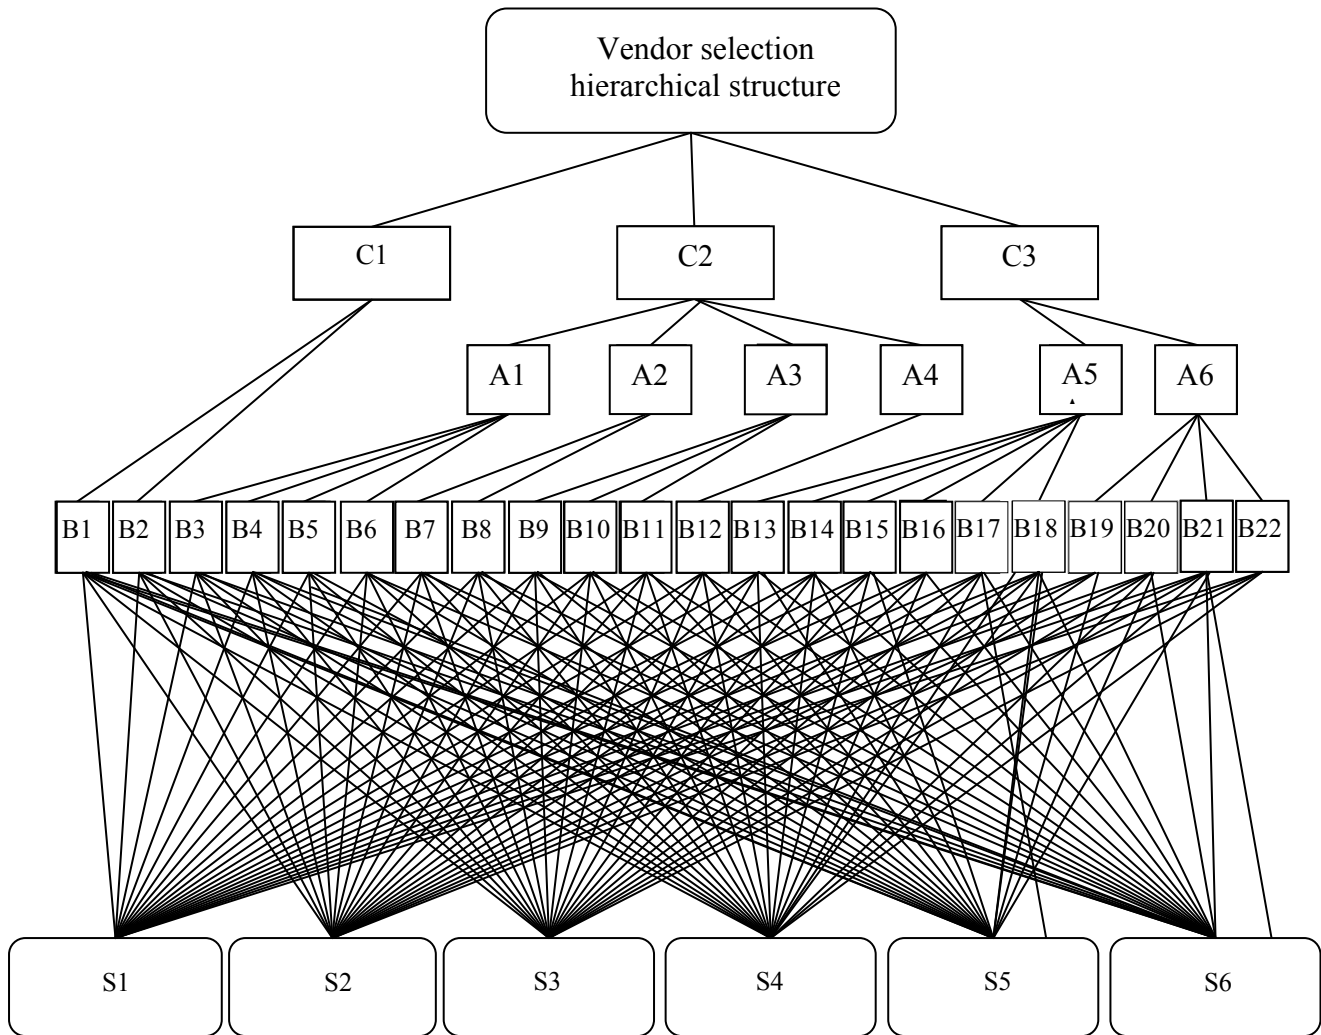 Vendor selection
hierarchical structure
C1 C2 C3
A1 A2 A3 A4 A5 A6
B1 B2 B3 B4 B5 B6 B7 B8 B9 B10 B11 B12 B13 B14 B15 B16 B17 B18 B19 B20 B21 B22
S1 S2 S3 S4 S5 S6